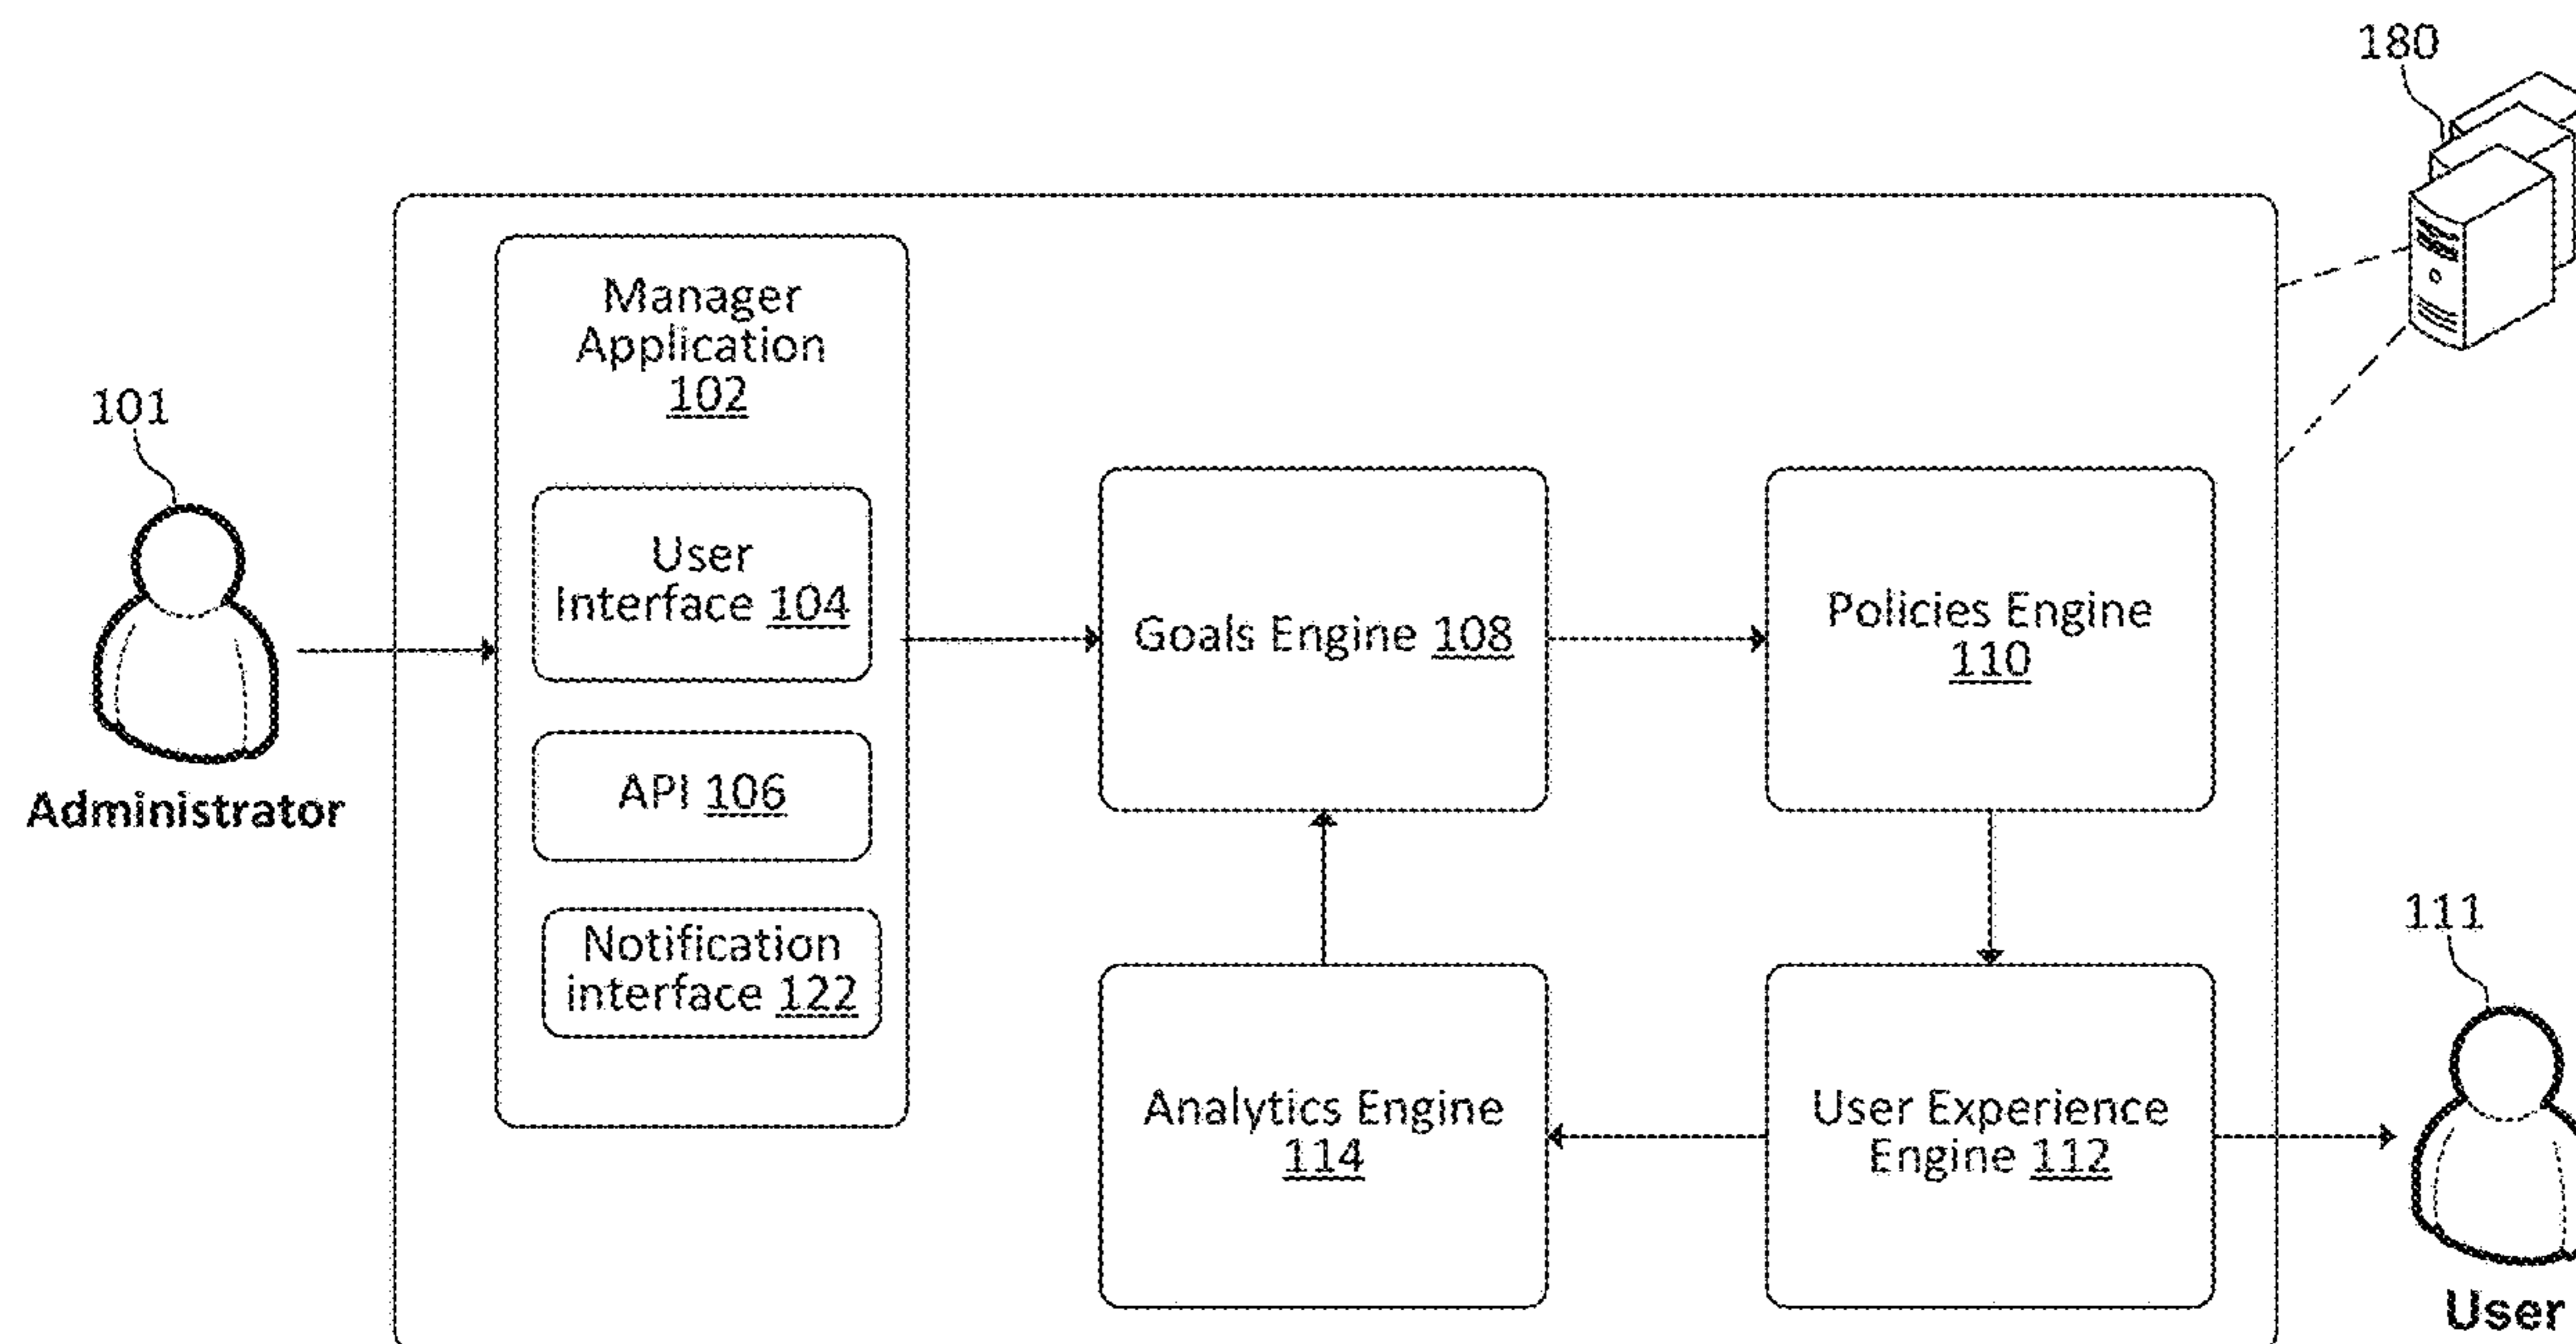 180
Manager
Application
102
101
User
Interface 104
Goals Engine 108
Policies Engine
110
API 106
Administrator
Notification
interface 122
111
Analytics Engine
114
User Experience
Engine 112
User